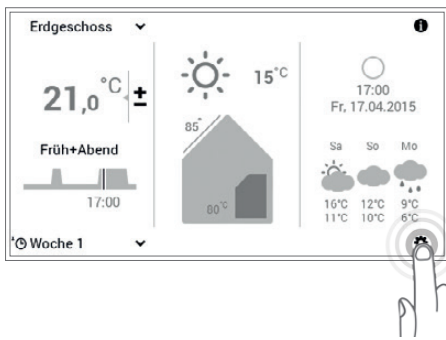 Erdgeschoss
21,0 °C ±
Früh+Abend
17:00
Woche 1
15°C
85°
80°C
17:00
Fr, 17.04.2015
Sa So Mo
16°C 12°C 9°C
11°C 10°C 6°C